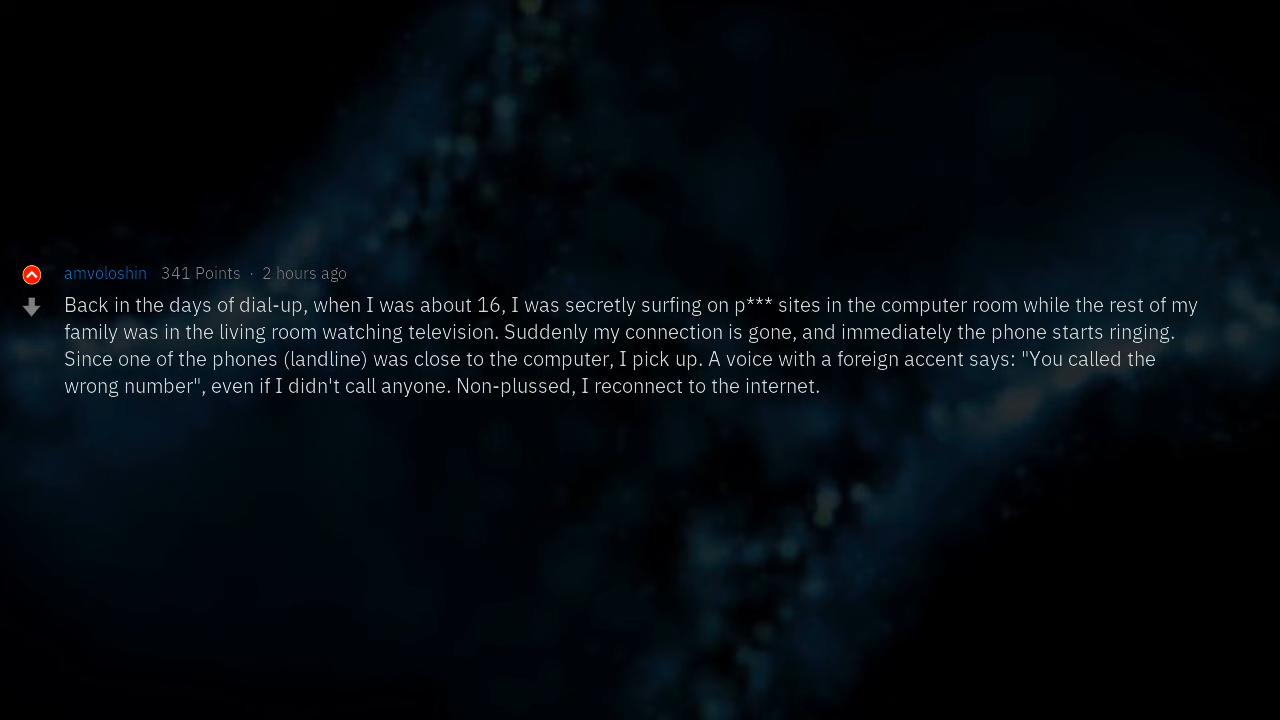 amvoloshin 341 Points · 2 hours ago
Back in the days of dial-up, when I was about 16, I was secretly surfing on p*** sites in the computer room while the rest of my
family was in the living room watching television. Suddenly my connection is gone, and immediately the phone starts ringing.
Since one of the phones (landline) was close to the computer, I pick up. A voice with a foreign accent says: "You called the
wrong number", even if I didn't call anyone. Non-plussed, I reconnect to the internet.